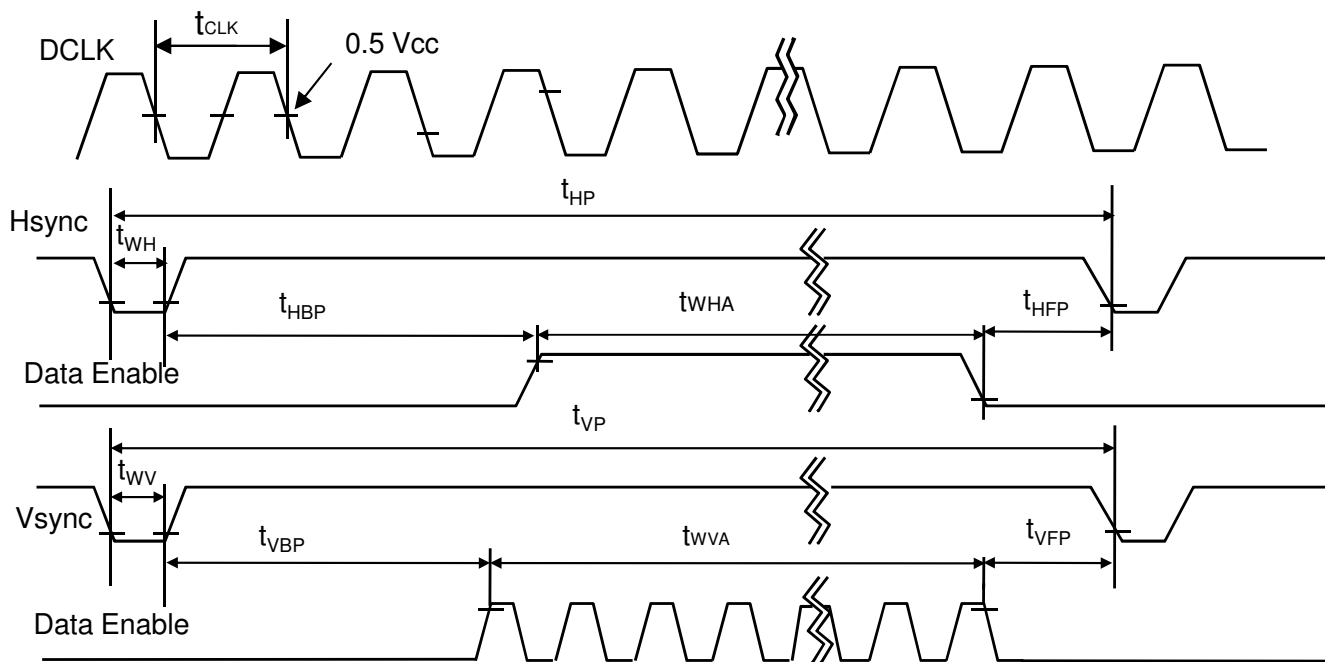 tCLK
DCLK
0.5 Vcc
tHP
Hsync
tWH
tHBP
tWHA
tHFP
Data Enable
tVP
tWV
Vsync
tVBP
tWVA
tVFP
Data Enable